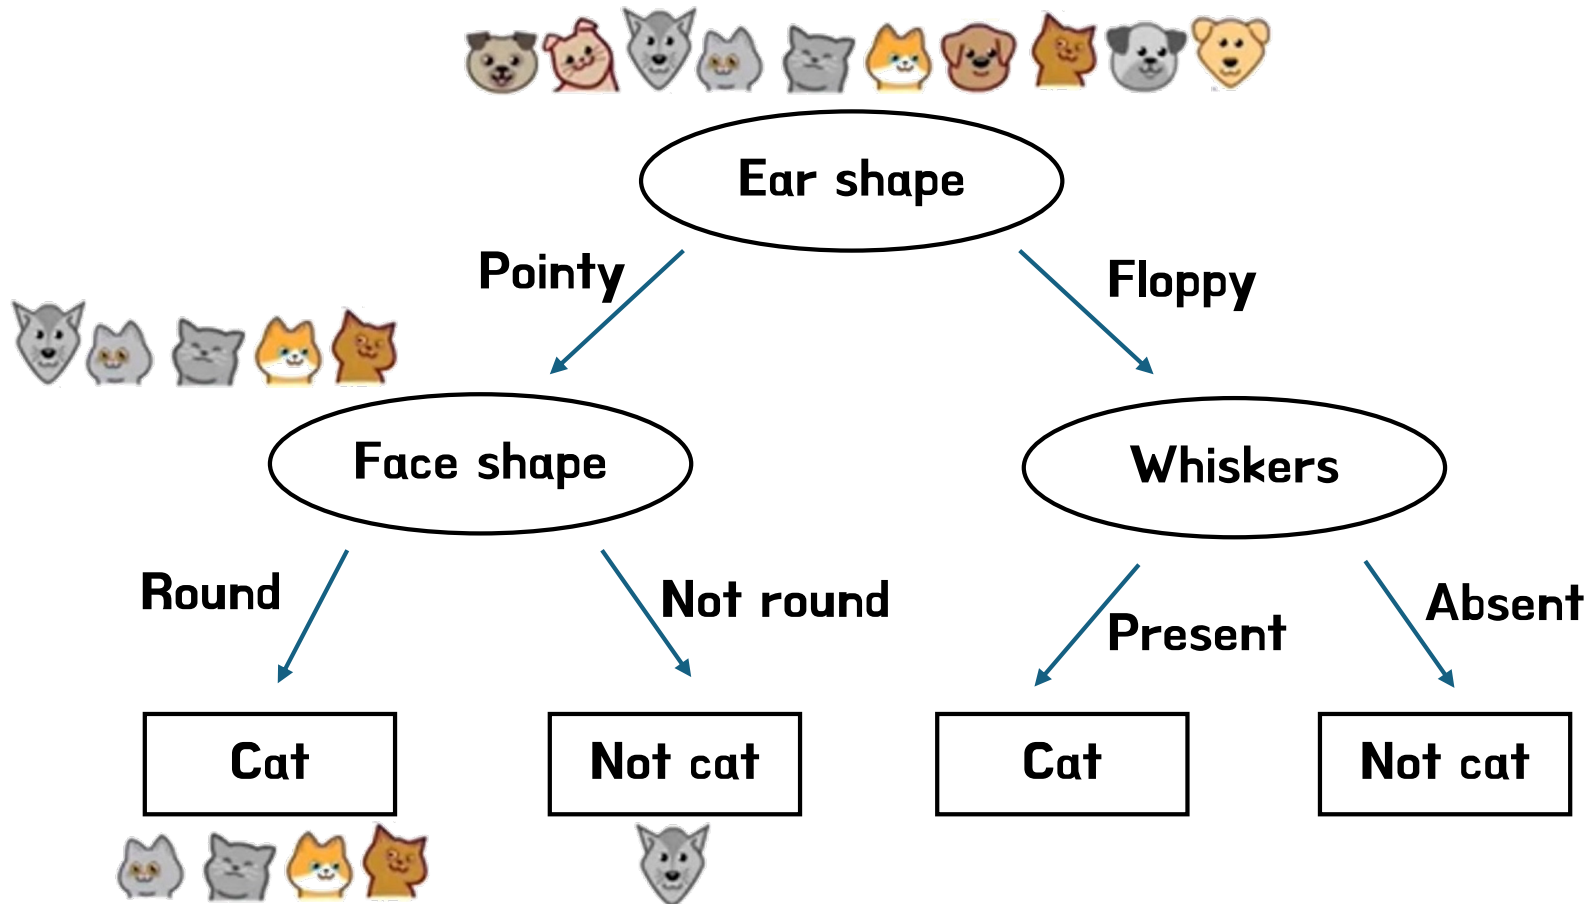 Ear shape
Pointy
Floppy
Face shape
Whiskers
Round
Not round
Present
Absent
Cat
Not cat
Cat
Not cat